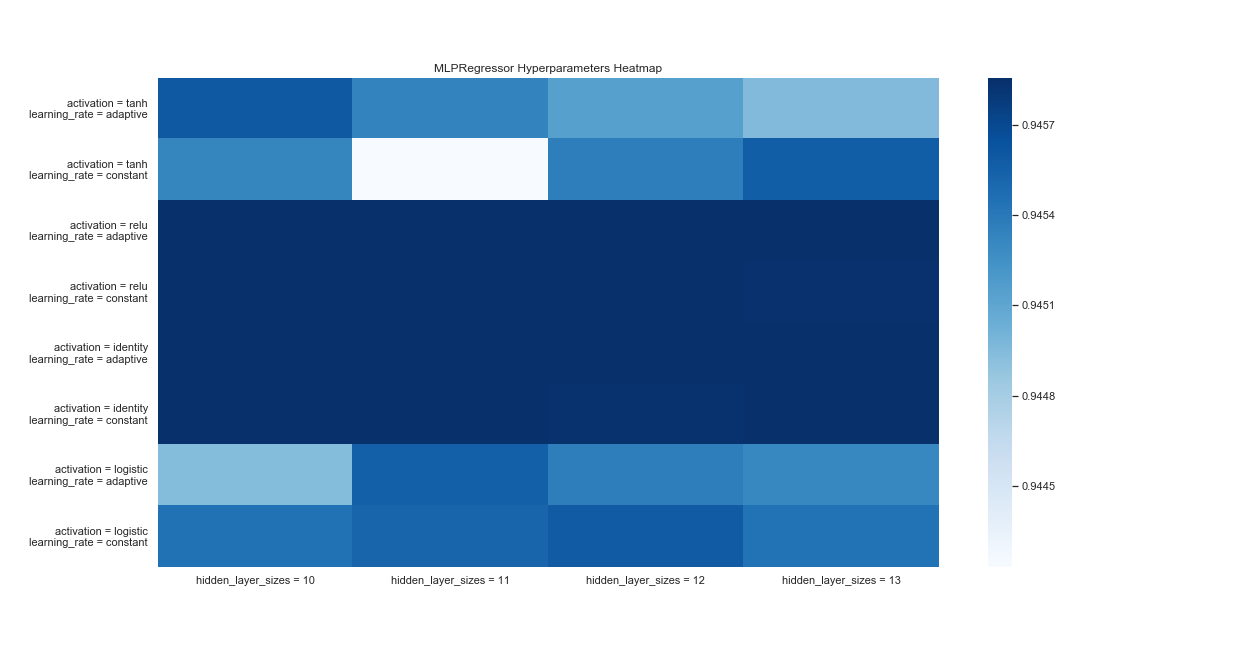 MLPRegressor Hyperparameters Heatmap
activation = tanh
learning_rate = adaptive
activation = tanh
learning_rate = constant
activation = relu
learning_rate = adaptive
activation = relu
learning_rate = constant
activation = identity
learning_rate = adaptive
activation = identity
learning_rate = constant
activation = logistic
learning_rate = adaptive
activation = logistic
learning_rate = constant
hidden_layer_sizes = 10
hidden_layer_sizes = 11
hidden_layer_sizes = 12
hidden_layer_sizes = 13
0.9457
0.9454
0.9451
0.9448
0.9445